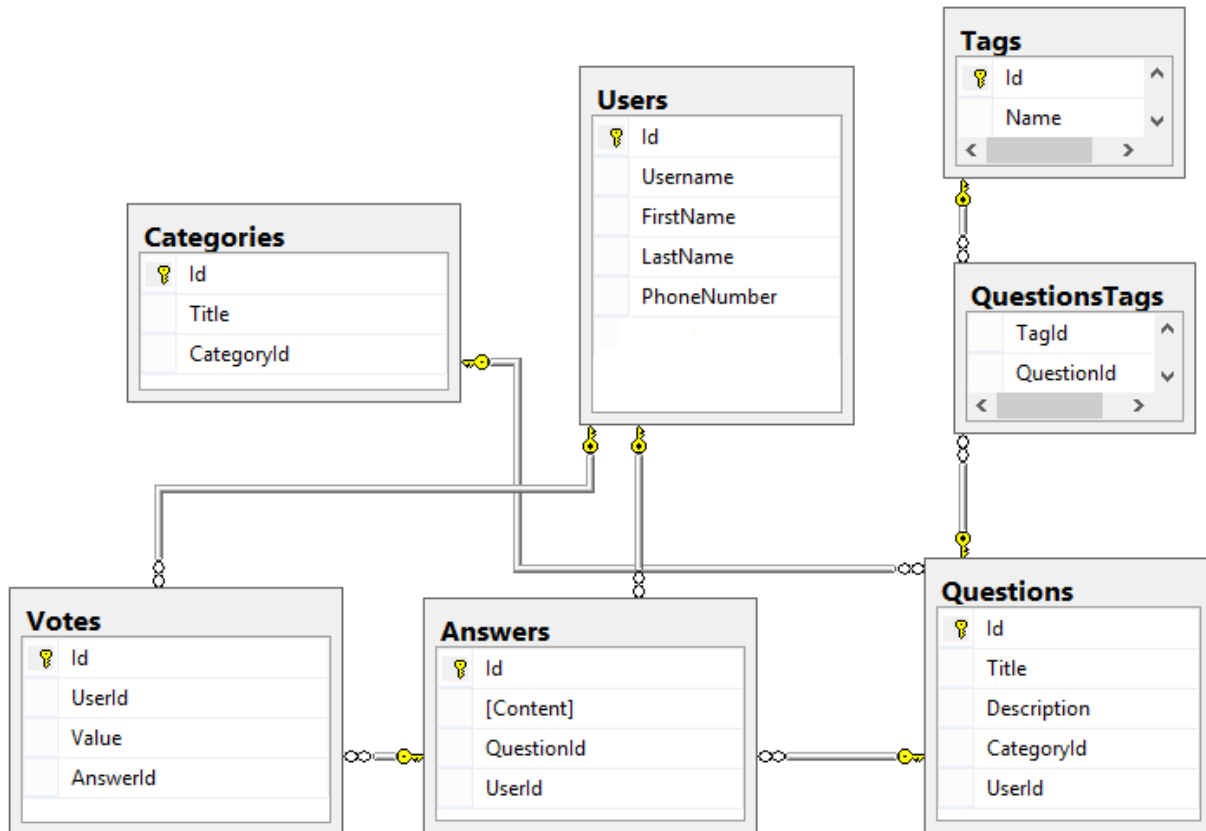 Tags
Id
Name
Users
Id
Username
FirstName
LastName
PhoneNumber
Categories
Id
Title
CategoryId
QuestionsTags
TagId
QuestionId
Votes
Id
UserId
Value
AnswerId
Answers
Id
[Content]
QuestionId
UserId
Questions
Id
Title
Description
CategoryId
UserId